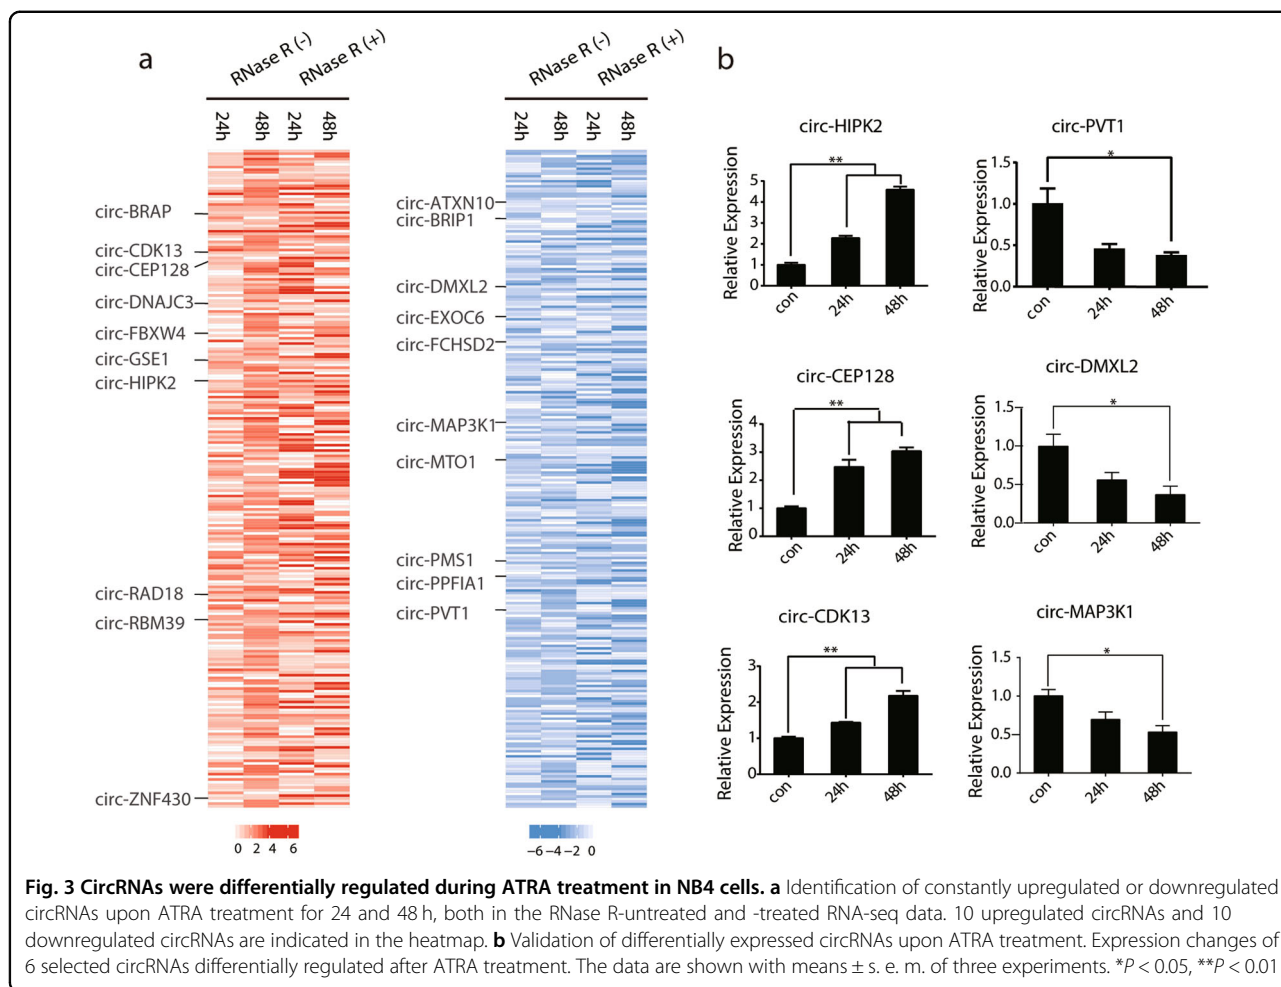 a
RNase R (-)
RNase R (+)
24h
48h
24h
48h
circ-BRAP
circ-CDK13
circ-CEP128
circ-DNAJC3
circ-FBXW4
circ-GSE1
circ-HIPK2
circ-RAD18
circ-RBM39
circ-ZNF430
0 2 4 6
RNase R (-)
RNase R (+)
24h
48h
24h
48h
circ-ATXN10
circ-BRIP1
circ-DMXL2
circ-EXOC6
circ-FCHSD2
circ-MAP3K1
circ-MTO1
circ-PMS1
circ-PPFIA1
circ-PVT1
−6 −4 −2 0
b
circ-HIPK2
Relative Expression
5
4
3
2
1
0
**
con
24h
48h
circ-PVT1
Relative Expression
1.5
1.0
0.5
0.0
*
con
24h
48h
circ-CEP128
Relative Expression
4
3
2
1
0
**
con
24h
48h
circ-DMXL2
Relative Expression
1.5
1.0
0.5
0.0
*
con
24h
48h
circ-CDK13
Relative Expression
3
2
1
0
**
con
24h
48h
circ-MAP3K1
Relative Expression
1.5
1.0
0.5
0.0
*
con
24h
48h
Fig. 3 CircRNAs were differentially regulated during ATRA treatment in NB4 cells. a Identification of constantly upregulated or downregulated
circRNAs upon ATRA treatment for 24 and 48 h, both in the RNase R-untreated and -treated RNA-seq data. 10 upregulated circRNAs and 10
downregulated circRNAs are indicated in the heatmap. b Validation of differentially expressed circRNAs upon ATRA treatment. Expression changes of
6 selected circRNAs differentially regulated after ATRA treatment. The data are shown with means ± s. e. m. of three experiments. *P < 0.05, **P < 0.01